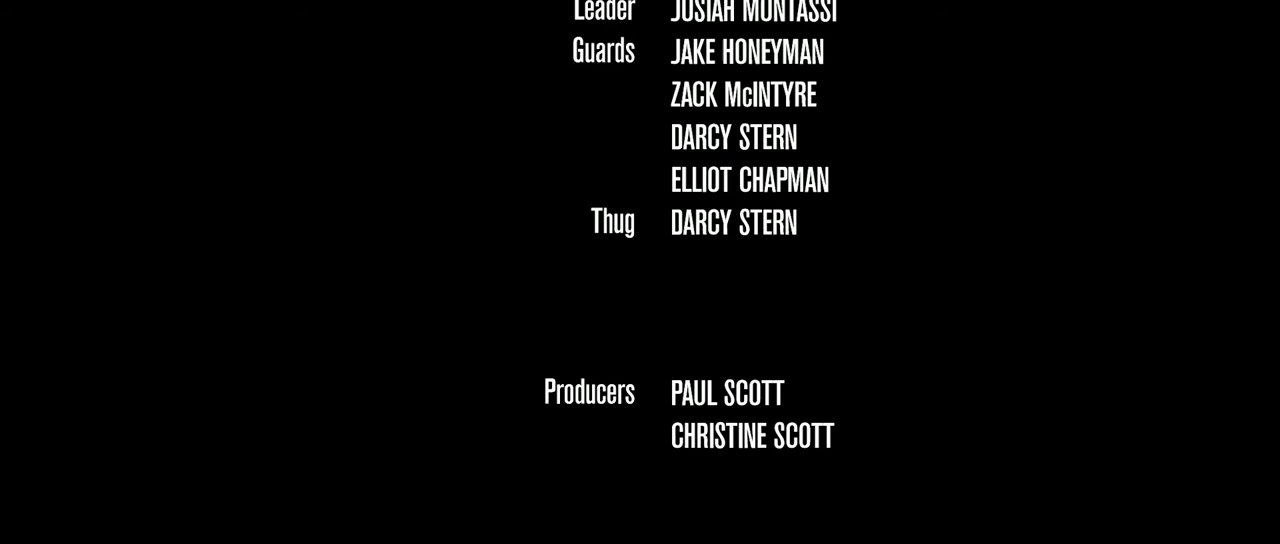 Leader JOSIAH MONTASSI
Guards JAKE HONEYMAN
ZACK McINTYRE
DARCY STERN
ELLIOT CHAPMAN
Thug DARCY STERN
Producers PAUL SCOTT
CHRISTINE SCOTT